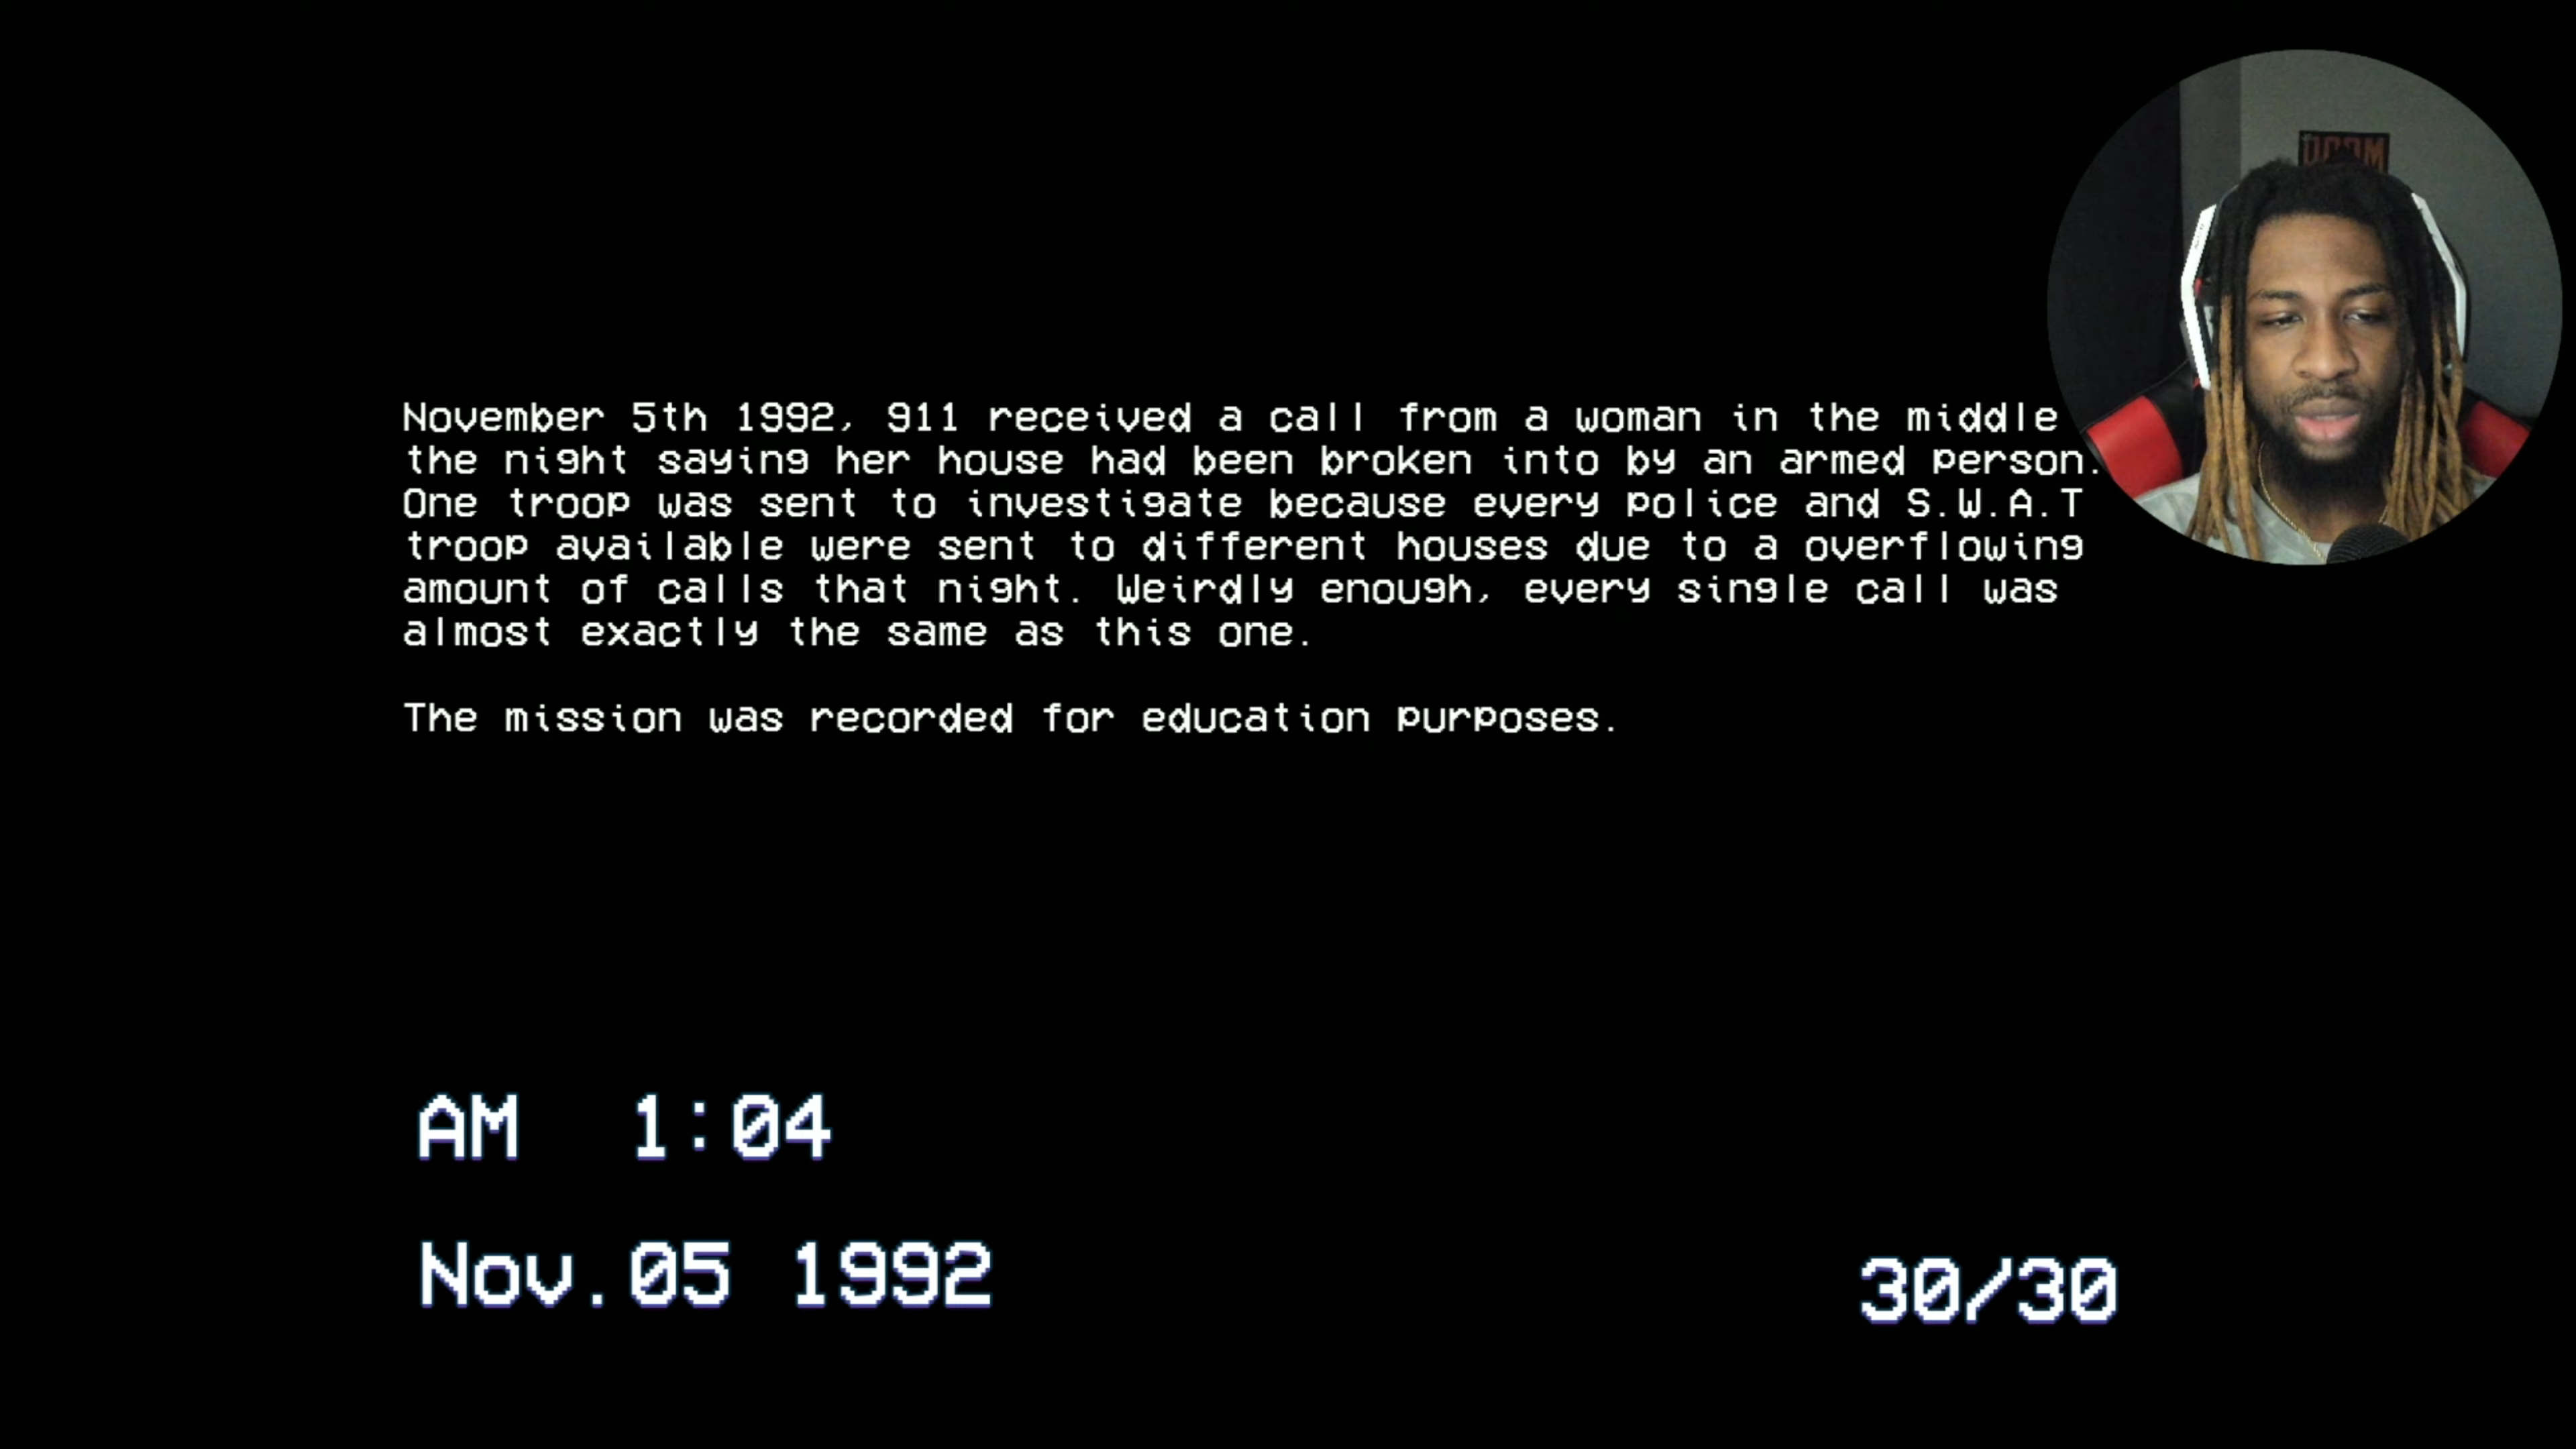 DOOM
November 5th 1992, 911 received a call from a woman in the middle
the night saying her house had been broken into by an armed person.
One troop was sent to investigate because every police and S.W.A.T
troop available were sent to different houses due to a overflowing
amount of calls that night. Weirdly enough, every single call was
almost exactly the same as this one.
The mission was recorded for education purposes.
AM 1:04
Nov.05 1992
30/30